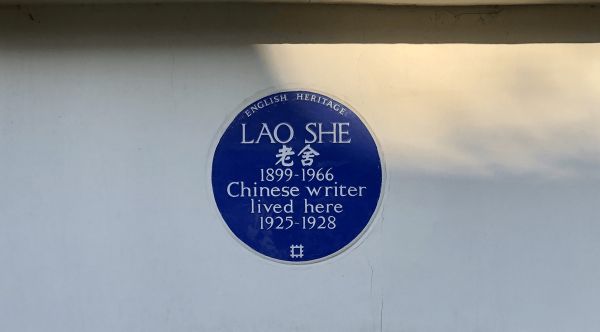 ENGLISH HERITAGE
LAO SHE
老舍
1899-1966
Chinese writer
lived here
1925-1928